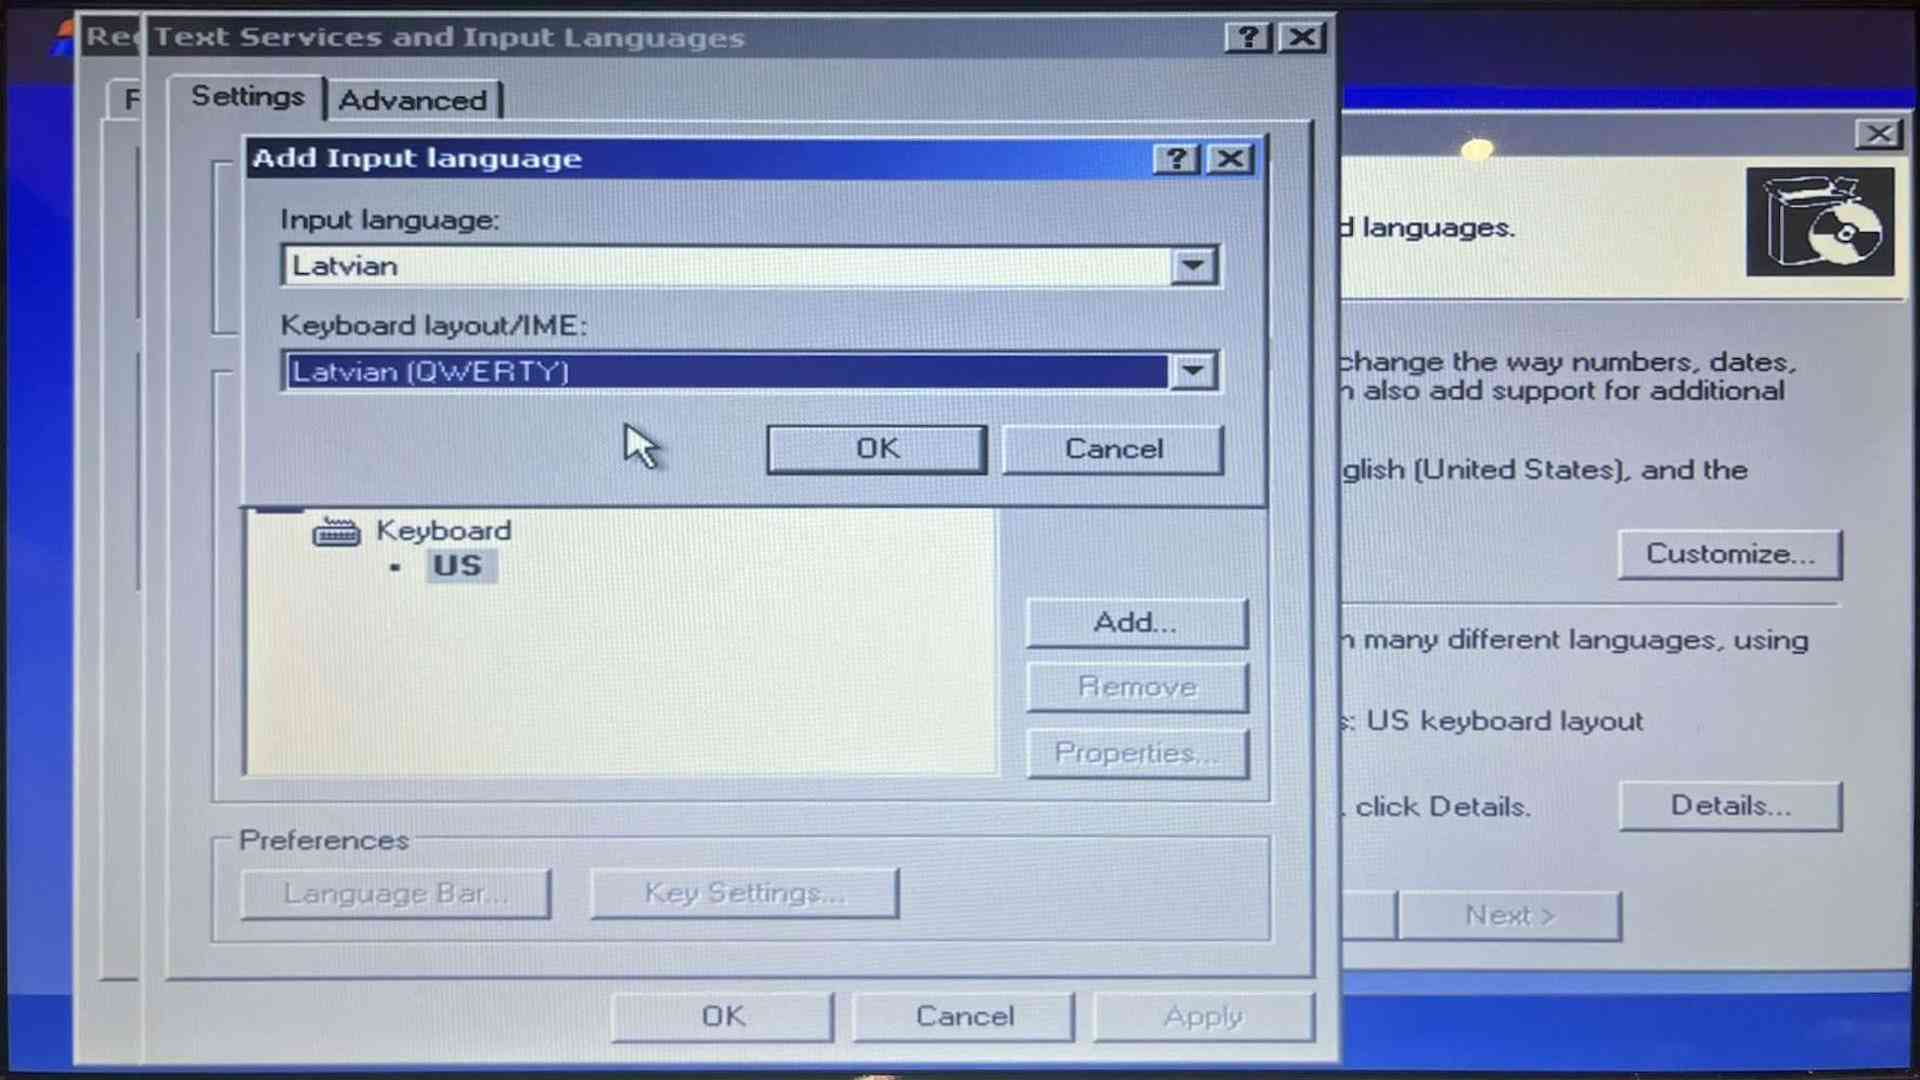 Text Services and Input Languages
Settings
Advanced
Add Input language
Input language:
Latvian
Keyboard layout/IME:
Latvian (QWERTY)
OK
Cancel
Keyboard
US
Add...
Remove
Properties...
Preferences
Language Bar...
Key Settings...
OK
Cancel
Apply
languages.
change the way numbers, dates,
also add support for additional
(United States), and the
Customize...
many different languages, using
US keyboard layout
click Details.
Details...
Next >